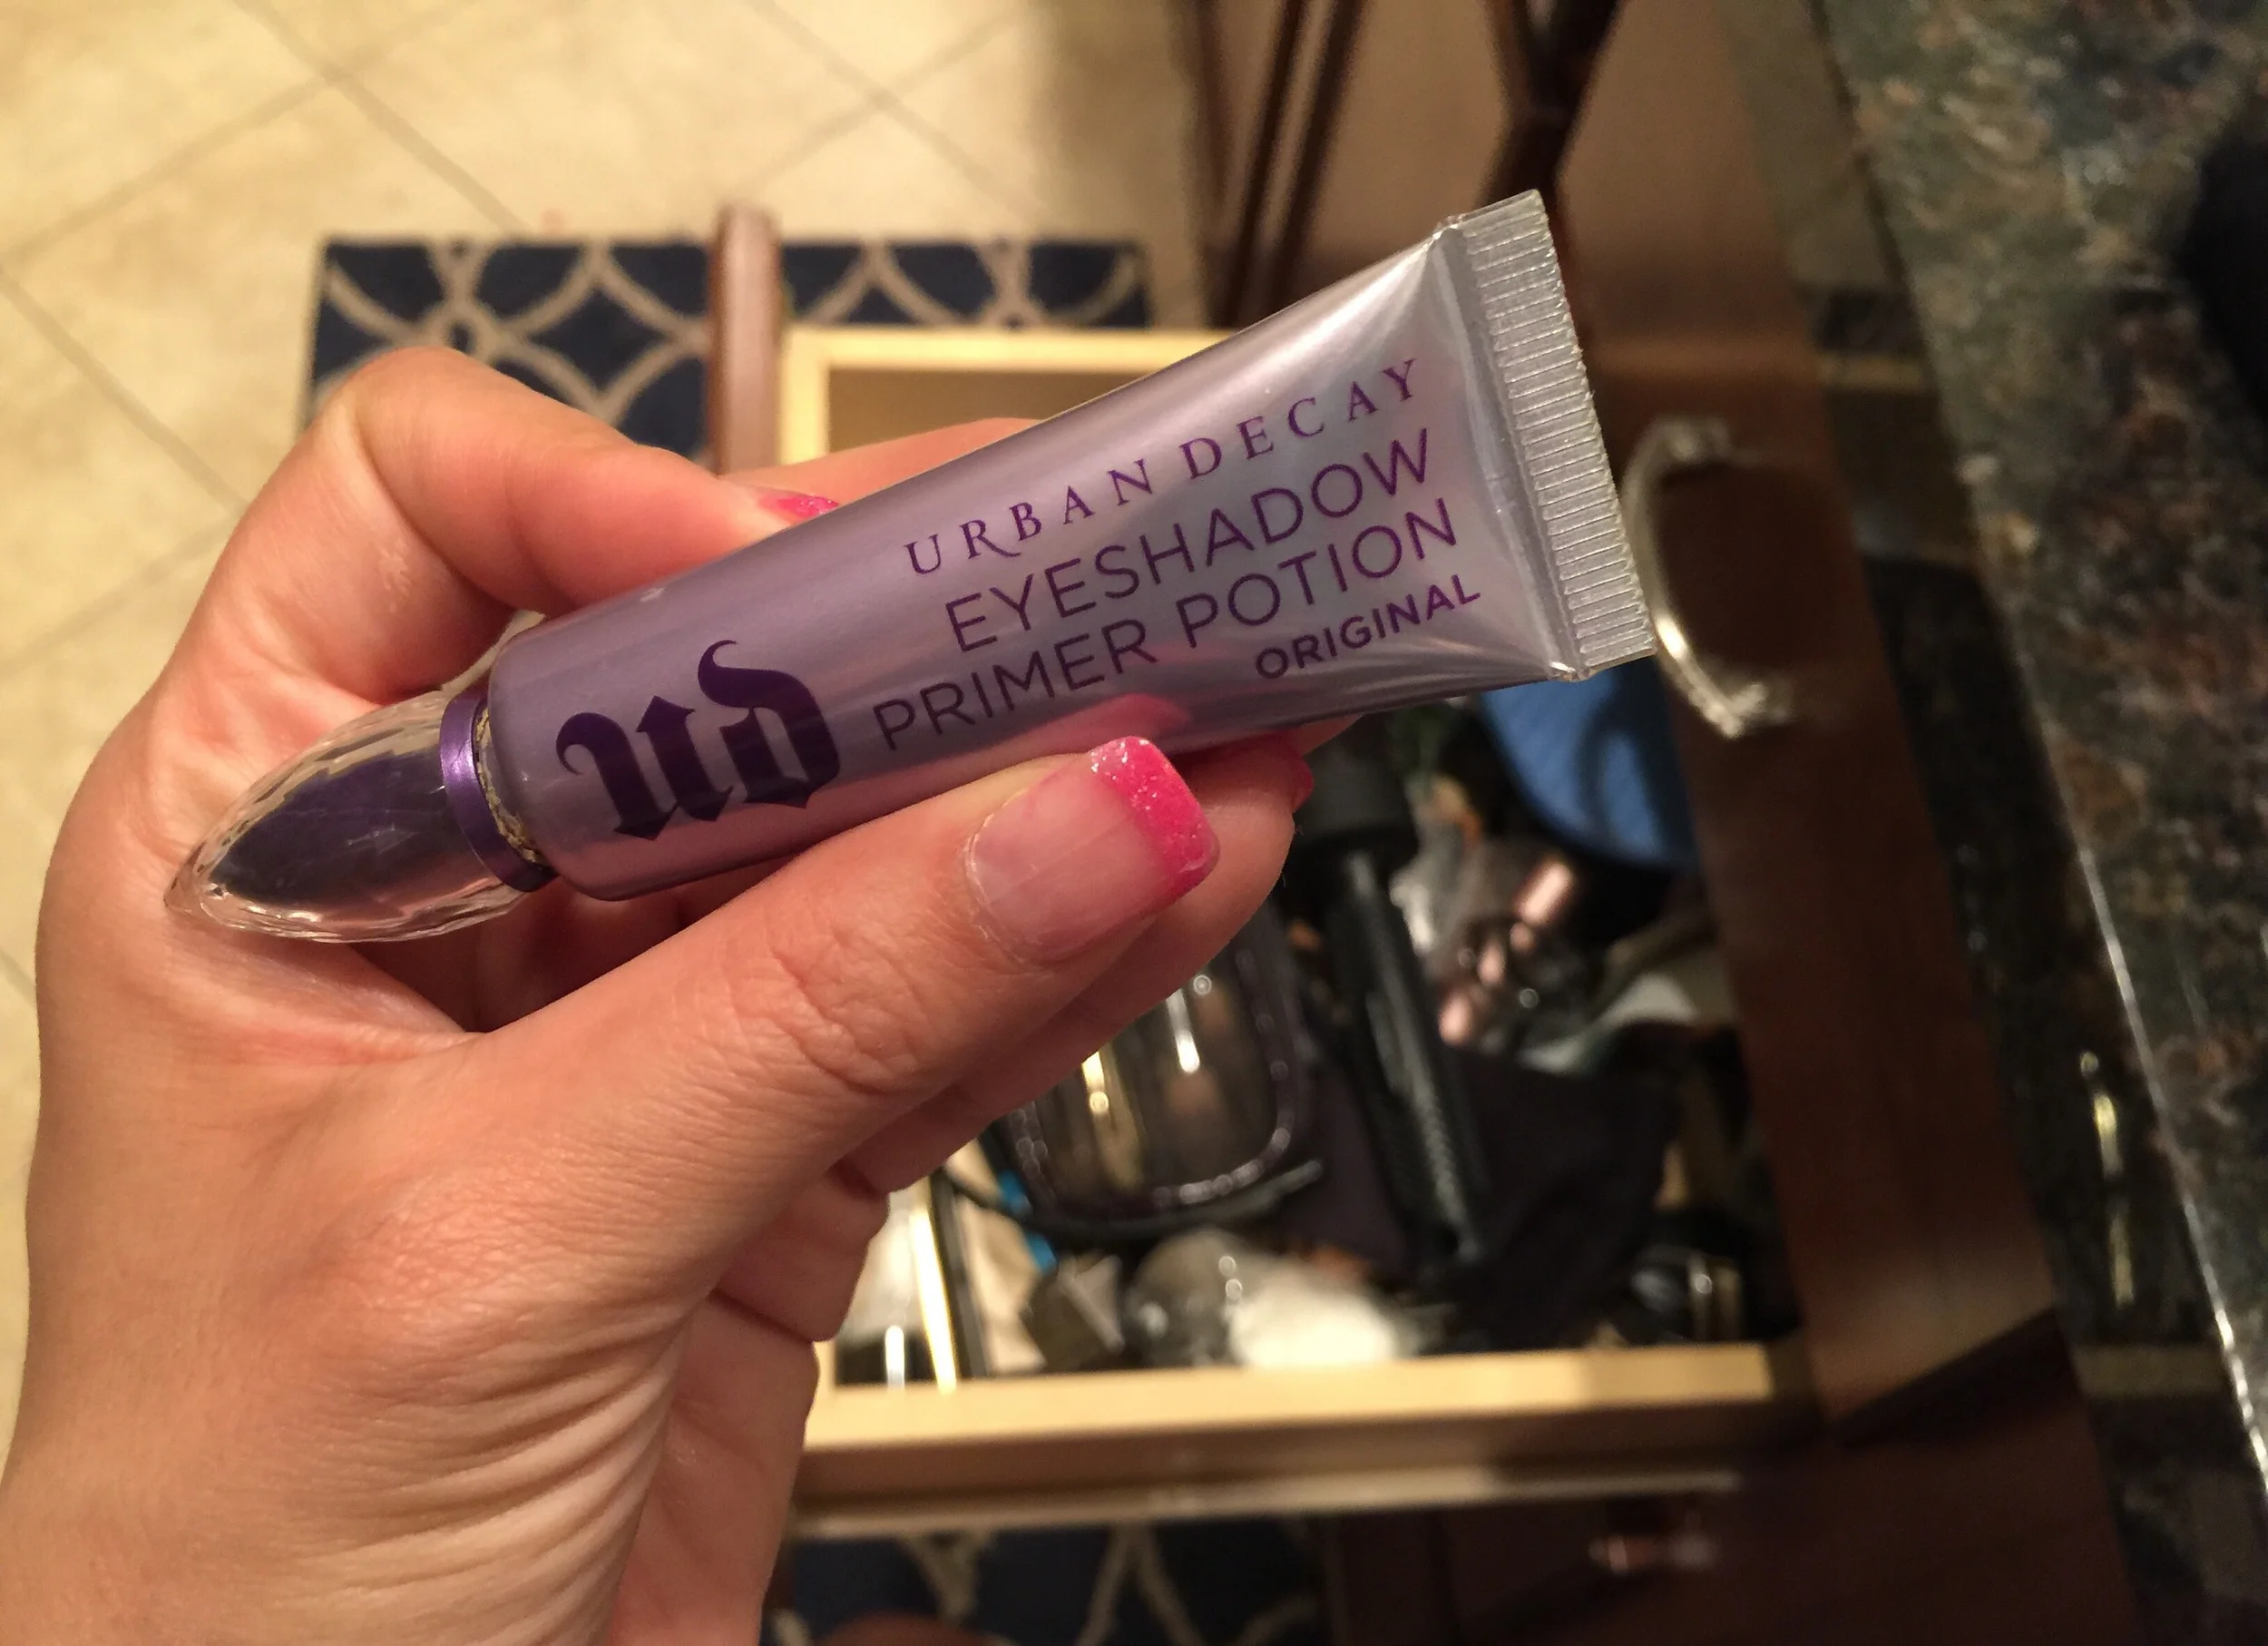 URBAN DECAY
EYESHADOW
PRIMER POTION
ORIGINAL
UD